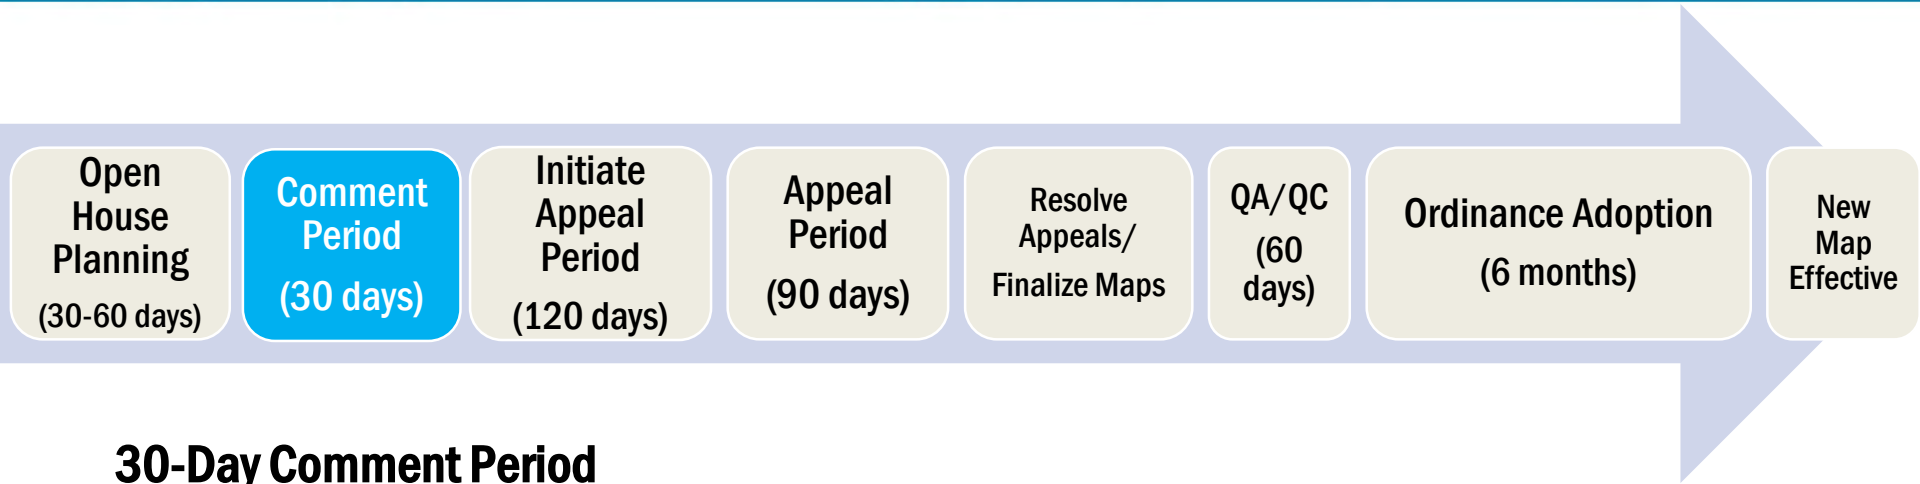 Open
House
Planning
(30-60 days)
Comment
Period
(30 days)
Initiate
Appeal
Period
(120 days)
Appeal
Period
(90 days)
Resolve
Appeals/
Finalize Maps
QA/QC
(60
days)
Ordinance Adoption
(6 months)
New
Map
Effective
30-Day Comment Period